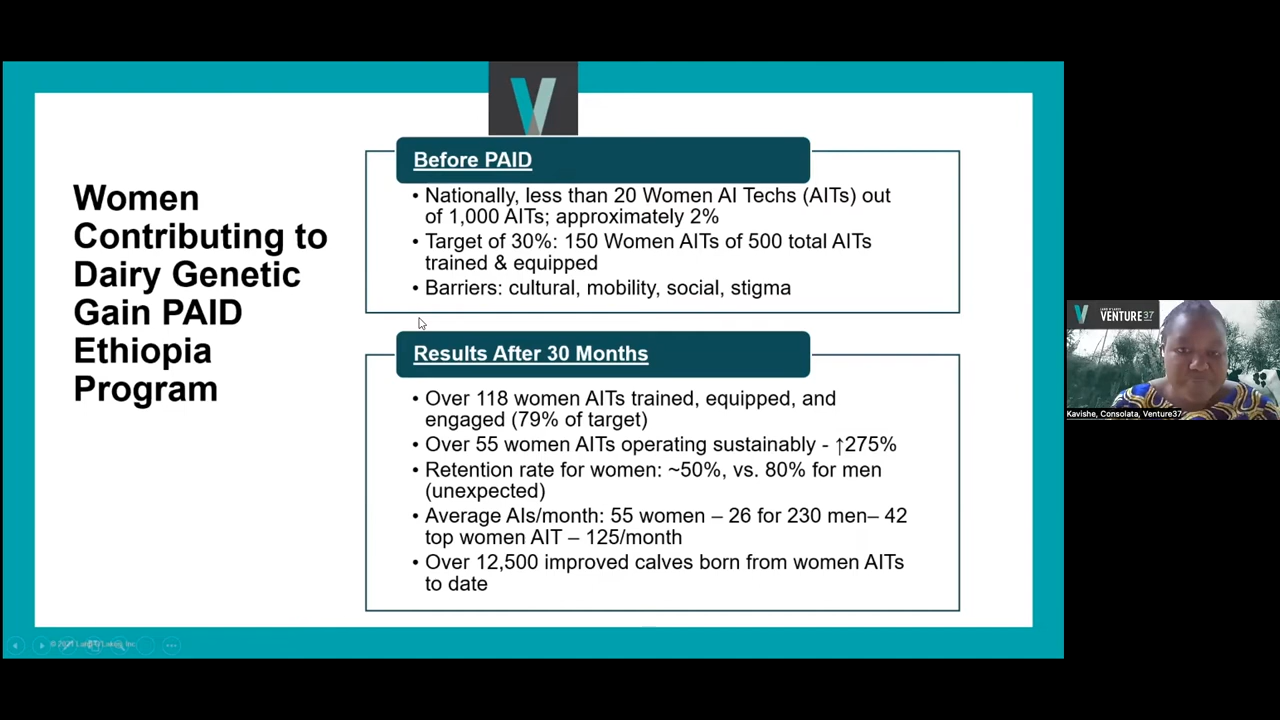 Women
Contributing to
Dairy Genetic
Gain PAID
Ethiopia
Program
Before PAID
• Nationally, less than 20 Women AI Techs (AITs) out
of 1,000 AITs; approximately 2%
• Target of 30%: 150 Women AITs of 500 total AITs
trained & equipped
• Barriers: cultural, mobility, social, stigma
Results After 30 Months
• Over 118 women AITs trained, equipped, and
engaged (79% of target)
• Over 55 women AITs operating sustainably - ↑275%
• Retention rate for women: ~50%, vs. 80% for men
(unexpected)
• Average AIs/month: 55 women – 26 for 230 men– 42
top women AIT – 125/month
• Over 12,500 improved calves born from women AITs
to date
VENTURE37
Kavishe, Consolata, Venture37